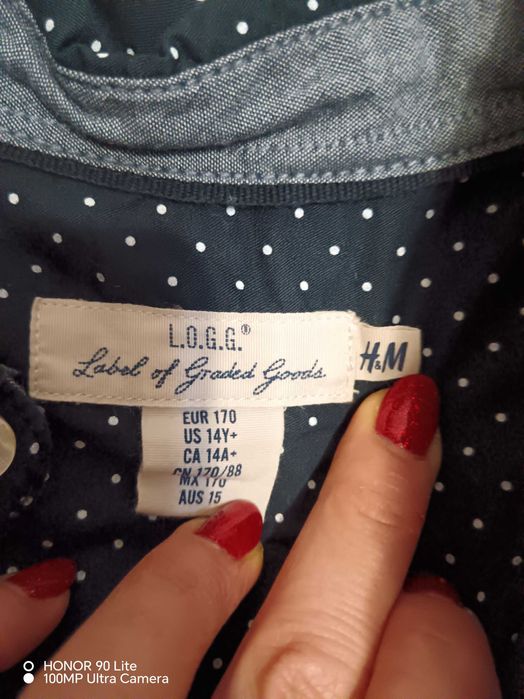 L.O.G.G.®
Label of Graded Goods
H&M
EUR 170
US 14Y+
CA 14A+
CN 170/88
MX 170
AUS 15
HONOR 90 Lite
100MP Ultra Camera